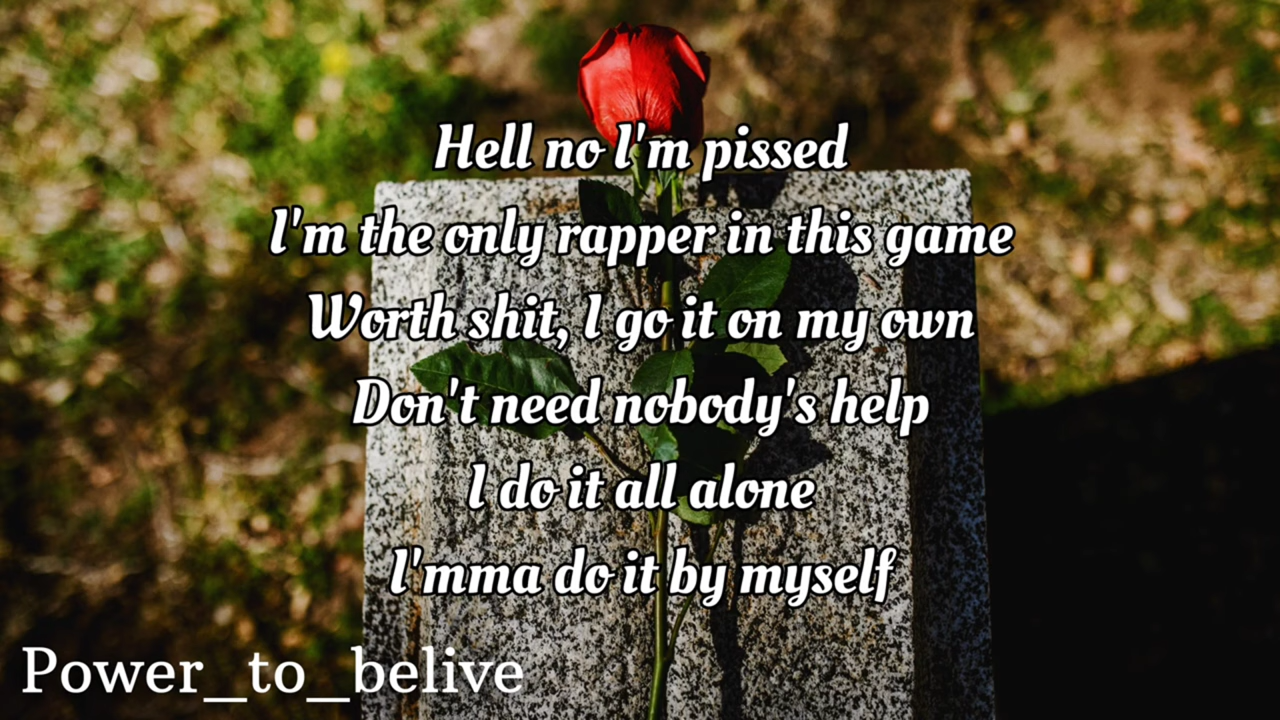 Hell no I'm pissed
I'm the only rapper in this game
Worth shit, I go it on my own
Don't need nobody's help
I do it all alone
I'mma do it by myself
Power_to_belive